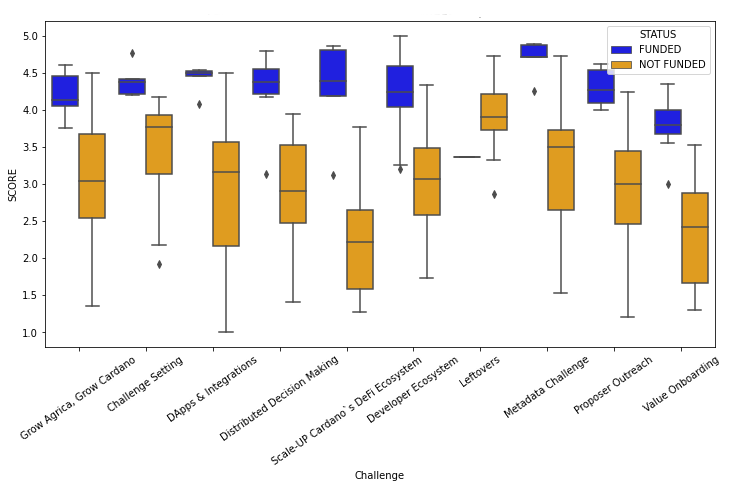 STATUS
FUNDED
NOT FUNDED
SCORE
5.0
4.5
4.0
3.5
3.0
2.5
2.0
1.5
1.0
Grow Agrica, Grow Cardano
Challenge Setting
DApps & Integrations
Distributed Decision Making
Scale-UP Cardano`s DeFi Ecosystem
Developer Ecosystem
Leftovers
Metadata Challenge
Proposer Outreach
Value Onboarding
Challenge